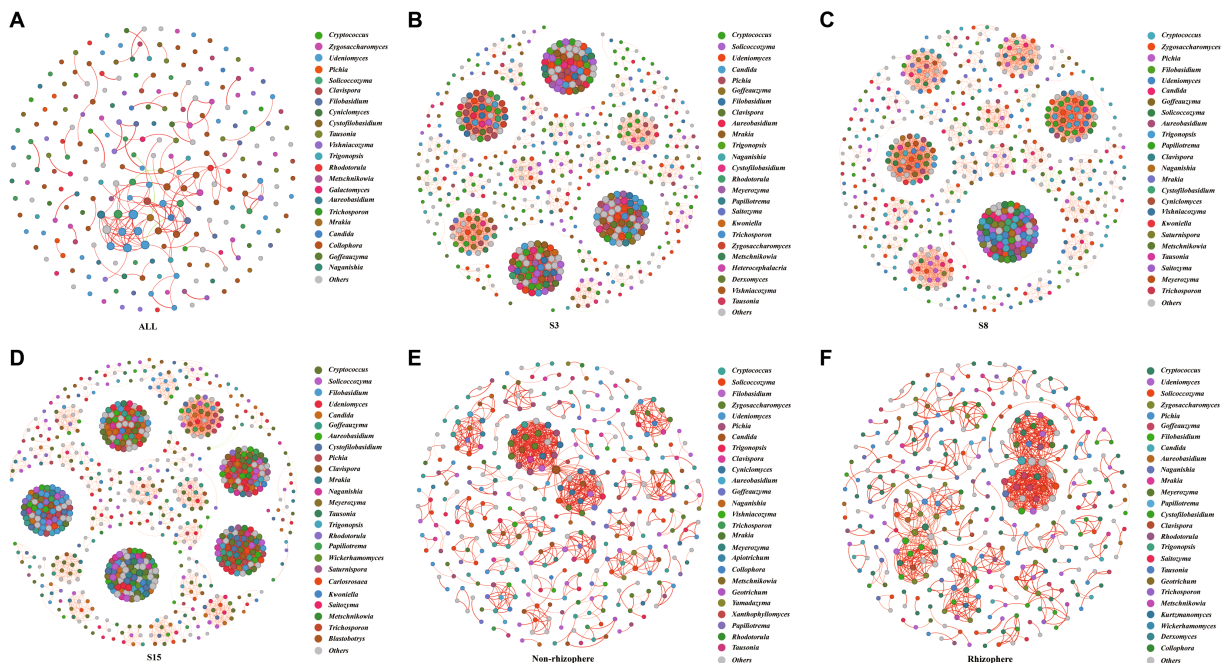 A
Cryptococcus
Zygosaccharomyces
Udeniomyces
Pichia
Solicoccozyma
Clavispora
Filobasidium
Cyniclomyces
Cystofilobasidium
Tausonia
Vishniacozyma
Trigonopsis
Rhodotorula
Metschnikowia
Galactomyces
Aureobasidium
Trichosporon
Mrakia
Candida
Collophora
Goffeauzyma
Naganishia
Others
ALL
B
Cryptococcus
Solicoccozyma
Udeniomyces
Candida
Pichia
Goffeauzyma
Filobasidium
Clavispora
Aureobasidium
Mrakia
Trigonopsis
Naganishia
Cystofilobasidium
Rhodotorula
Meyerozyma
Papiliotrema
Saitozyma
Kwoniella
Trichosporon
Zygosaccharomyces
Metschnikowia
Heterocephalacria
Derxomyces
Vishniacozyma
Tausonia
Others
S3
C
Cryptococcus
Zygosaccharomyces
Pichia
Filobasidium
Udeniomyces
Candida
Goffeauzyma
Solicoccozyma
Aureobasidium
Trigonopsis
Papiliotrema
Clavispora
Naganishia
Mrakia
Cystofilobasidium
Cyniclomyces
Vishniacozyma
Kwoniella
Saturnispora
Metschnikowia
Tausonia
Saitozyma
Meyerozyma
Trichosporon
Others
S8
D
Cryptococcus
Solicoccozyma
Filobasidium
Udeniomyces
Candida
Goffeauzyma
Aureobasidium
Cystofilobasidium
Pichia
Clavispora
Mrakia
Naganishia
Meyerozyma
Tausonia
Trigonopsis
Rhodotorula
Papiliotrema
Wickerhamomyces
Saturnispora
Carlosrosaea
Kwoniella
Saitozyma
Metschnikowia
Trichosporon
Blastobotrys
Others
S15
E
Cryptococcus
Solicoccozyma
Filobasidium
Zygosaccharomyces
Udeniomyces
Pichia
Candida
Trigonopsis
Clavispora
Cyniclomyces
Aureobasidium
Goffeauzyma
Naganishia
Vishniacozyma
Trichosporon
Mrakia
Meyerozyma
Apiotrichum
Collophora
Metschnikowia
Geotrichum
Yamadazyma
Xanthophyllomyces
Papiliotrema
Rhodotorula
Tausonia
Others
Non-rhizophere
F
Cryptococcus
Udeniomyces
Solicoccozyma
Zygosaccharomyces
Pichia
Goffeauzyma
Filobasidium
Candida
Aureobasidium
Naganishia
Mrakia
Meyerozyma
Papiliotrema
Cystofilobasidium
Clavispora
Rhodotorula
Trigonopsis
Saitozyma
Tausonia
Geotrichum
Trichosporon
Metschnikowia
Kurtzmanomyces
Wickerhamomyces
Derxomyces
Collophora
Others
Rhizophere